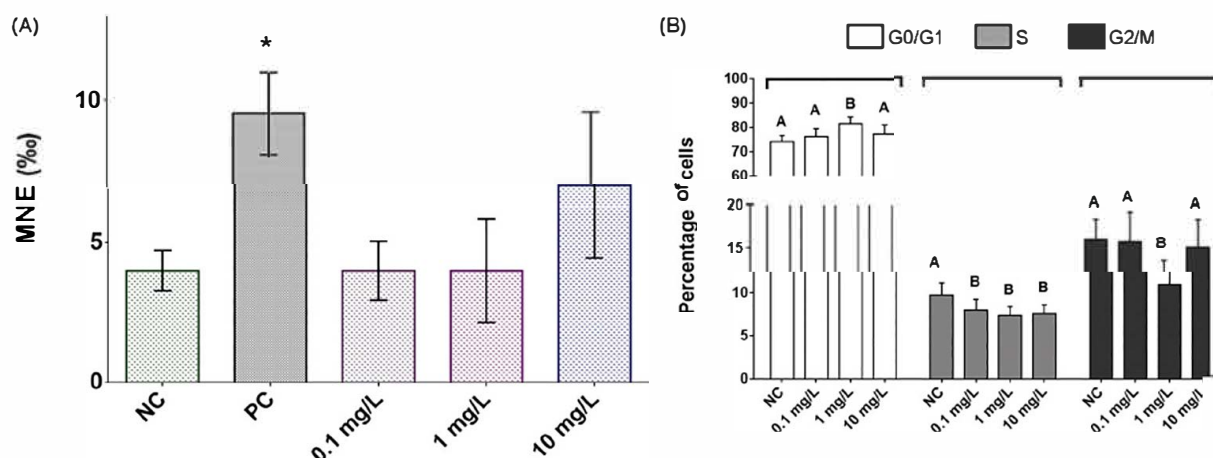 (A)
MNE (‰)
10
5
0
*
NC
PC
0.1 mg/L
1 mg/L
10 mg/L
(B)
G0/G1
S
G2/M
Percentage of cells
100
90
80
70
60
20
15
10
5
0
A
A
B
A
A
B
B
B
A
A
B
A
NC
0.1 mg/L
1 mg/L
10 mg/L
NC
0.1 mg/L
1 mg/L
10 mg/L
NC
0.1 mg/L
1 mg/L
10 mg/l